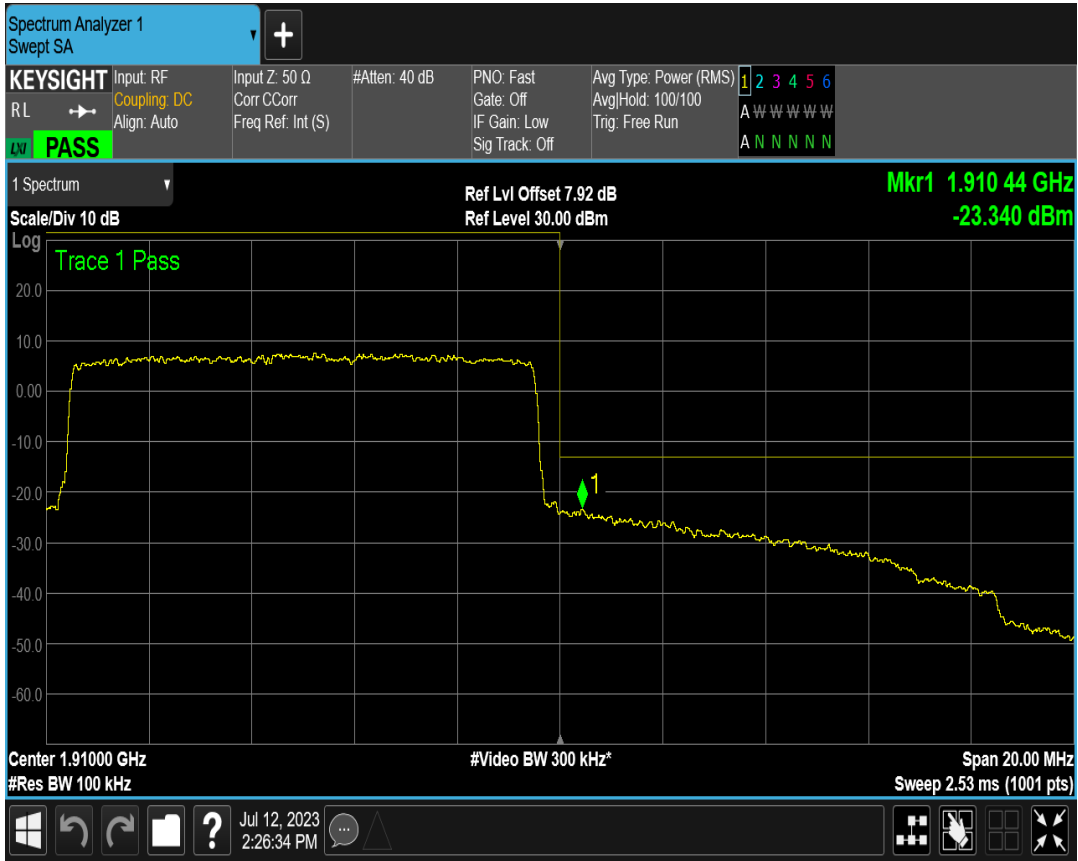 Spectrum Analyzer 1
Swept SA
+
KEYSIGHT
R L
LXI PASS
Input: RF
Coupling: DC
Align: Auto
Input Z: 50 Ω
Corr CCorr
Freq Ref: Int (S)
#Atten: 40 dB
PNO: Fast
Gate: Off
IF Gain: Low
Sig Track: Off
Avg Type: Power (RMS)
Avg|Hold: 100/100
Trig: Free Run
1 2 3 4 5 6
A W W W W W
A N N N N N
1 Spectrum
Scale/Div 10 dB
Ref Lvl Offset 7.92 dB
Ref Level 30.00 dBm
Mkr1 1.910 44 GHz
-23.340 dBm
Log
Trace 1 Pass
20.0
10.0
0.00
-10.0
-20.0
-30.0
-40.0
-50.0
-60.0
1
Center 1.91000 GHz
#Res BW 100 kHz
#Video BW 300 kHz*
Span 20.00 MHz
Sweep 2.53 ms (1001 pts)
?
Jul 12, 2023
2:26:34 PM